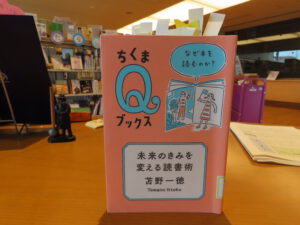 ちくま
Q
ブックス
なぜ本を
読むのか?
未来のきみを
変える読書術
苫野一徳
Tomano Ittoku